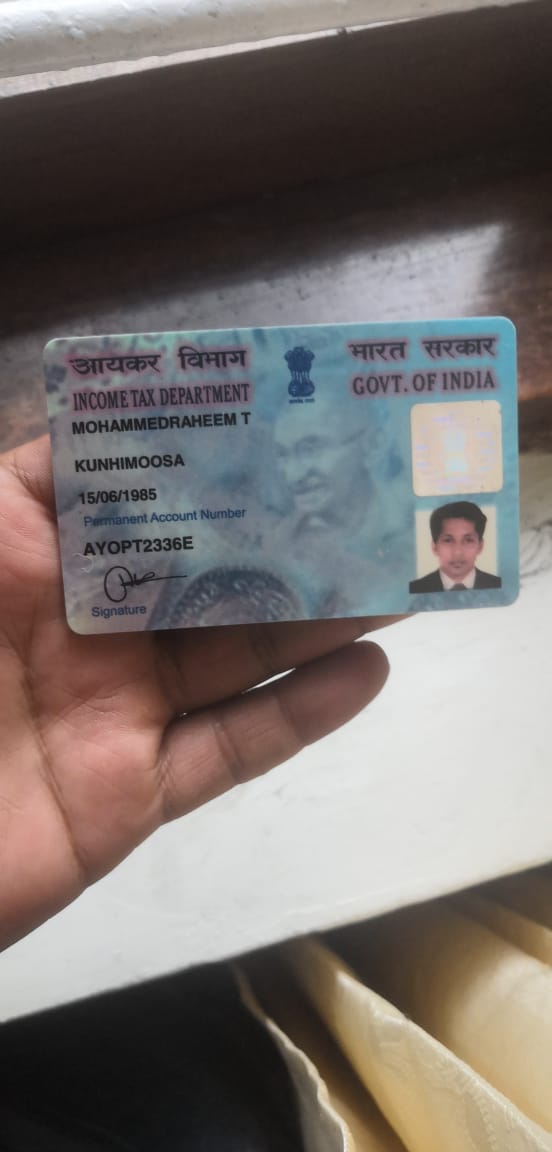 आयकर विभाग
INCOME TAX DEPARTMENT
भारत सरकार
GOVT. OF INDIA
MOHAMMEDRAHEEM T
KUNHIMOOSA
15/06/1985
Permanent Account Number
AYOPT2336E
Signature